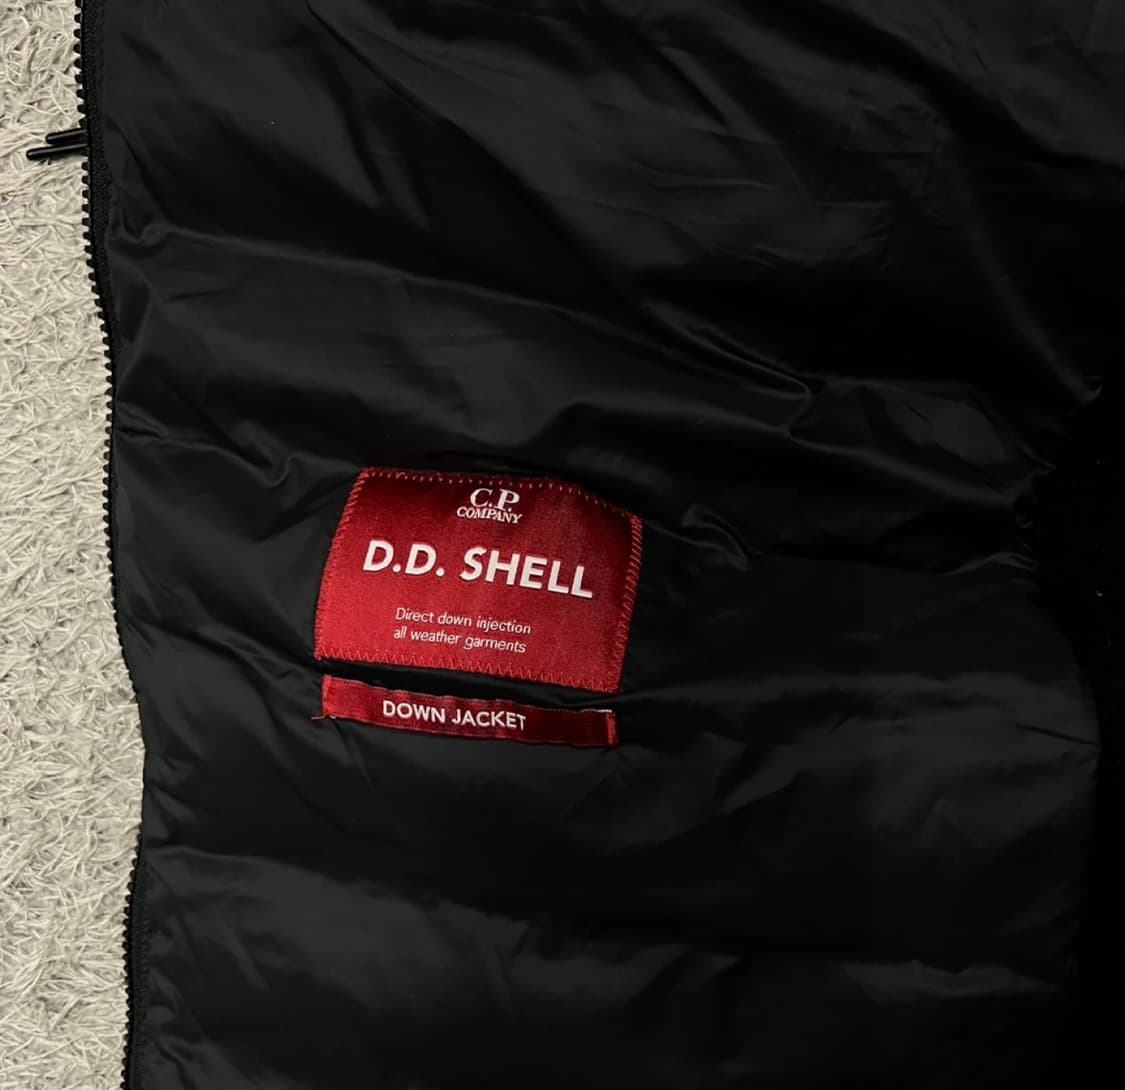 C.P.
COMPANY
D.D. SHELL
Direct down injection
all weather garments
DOWN JACKET